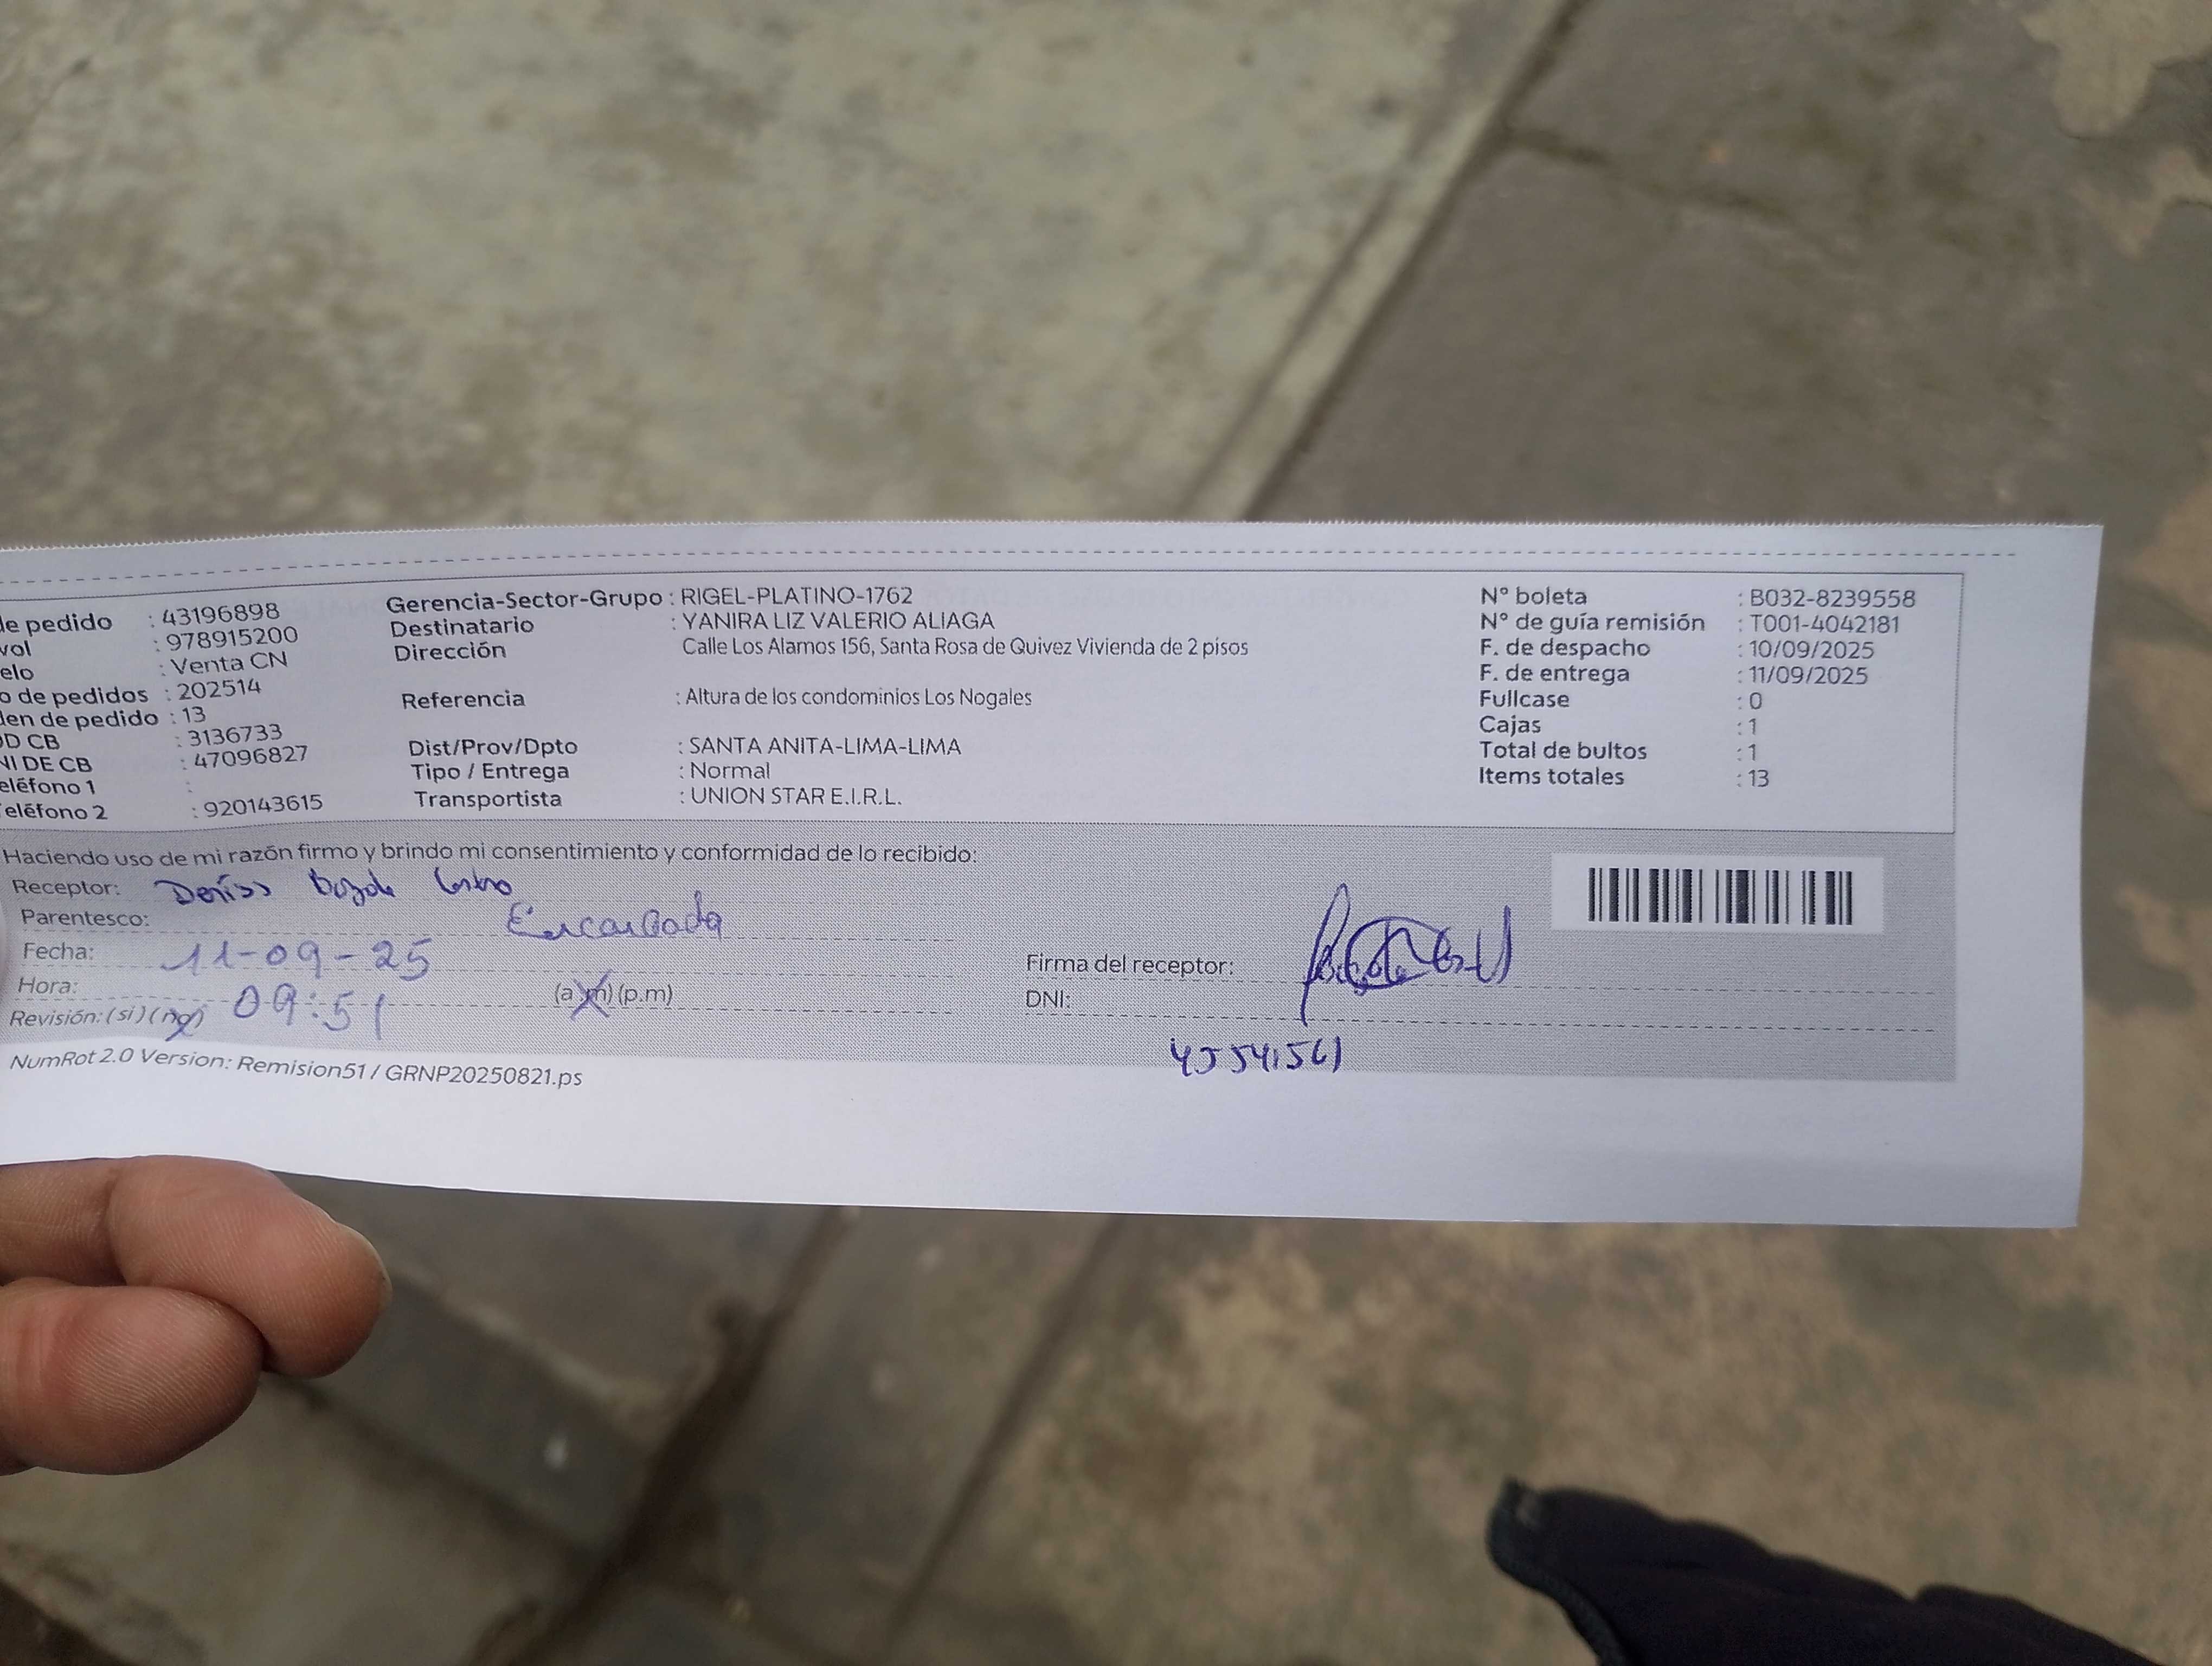 de pedido : 43196898
vol : 978915200
elo : Venta CN
o de pedidos : 202514
den de pedido : 13
OD CB : 3136733
NI DE CB : 47096827
eléfono 1 :
eléfono 2 : 920143615
Gerencia-Sector-Grupo : RIGEL-PLATINO-1762
Destinatario : YANIRA LIZ VALERIO ALIAGA
Dirección Calle Los Alamos 156, Santa Rosa de Quivez Vivienda de 2 pisos
Referencia : Altura de los condominios Los Nogales
Dist/Prov/Dpto : SANTA ANITA-LIMA-LIMA
Tipo / Entrega : Normal
Transportista : UNION STAR E.I.R.L.
N° boleta : B032-8239558
N° de guía remisión : T001-4042181
F. de despacho : 10/09/2025
F. de entrega : 11/09/2025
Fullcase : 0
Cajas : 1
Total de bultos : 1
Items totales : 13
Haciendo uso de mi razón firmo y brindo mi consentimiento y conformidad de lo recibido:
Receptor:
Parentesco: Encargada
Fecha: 11-09-25
Hora: 09:51 (a.m) (p.m)
Revisión: (si) (no)
Firma del receptor:
DNI:
NumRot 2.0 Version: Remision51 / GRNP20250821.ps